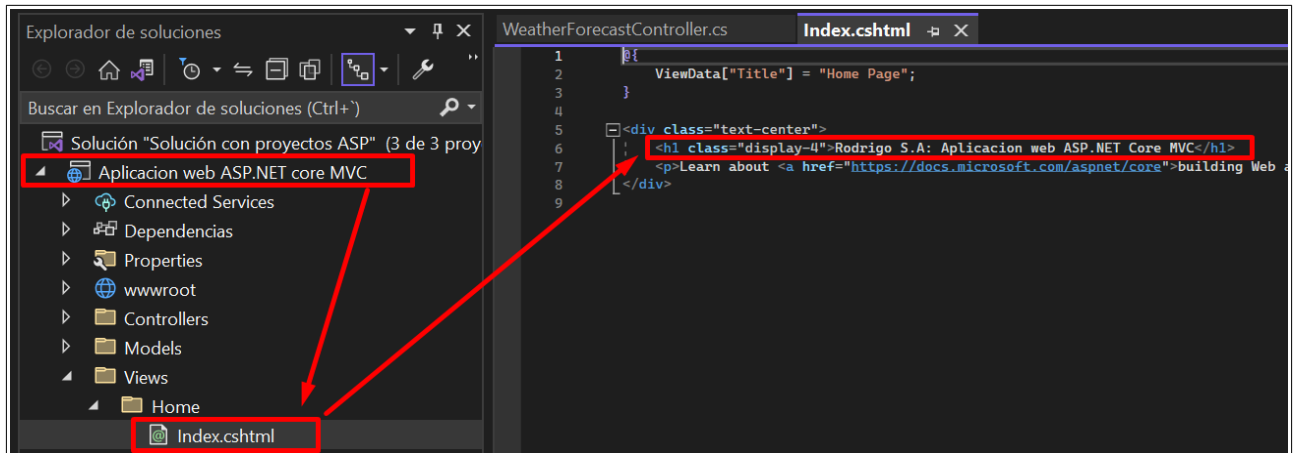 Explorador de soluciones
Buscar en Explorador de soluciones (Ctrl+`)
Solución "Solución con proyectos ASP" (3 de 3 proy
Aplicacion web ASP.NET core MVC
Connected Services
Dependencias
Properties
wwwroot
Controllers
Models
Views
Home
Index.cshtml
WeatherForecastController.cs Index.cshtml
1 @{
2 ViewData["Title"] = "Home Page";
3 }
4
5 <div class="text-center">
6 <h1 class="display-4">Rodrigo S.A: Aplicacion web ASP.NET Core MVC</h1>
7 <p>Learn about <a href="https://docs.microsoft.com/aspnet/core">building Web a
8 </div>
9